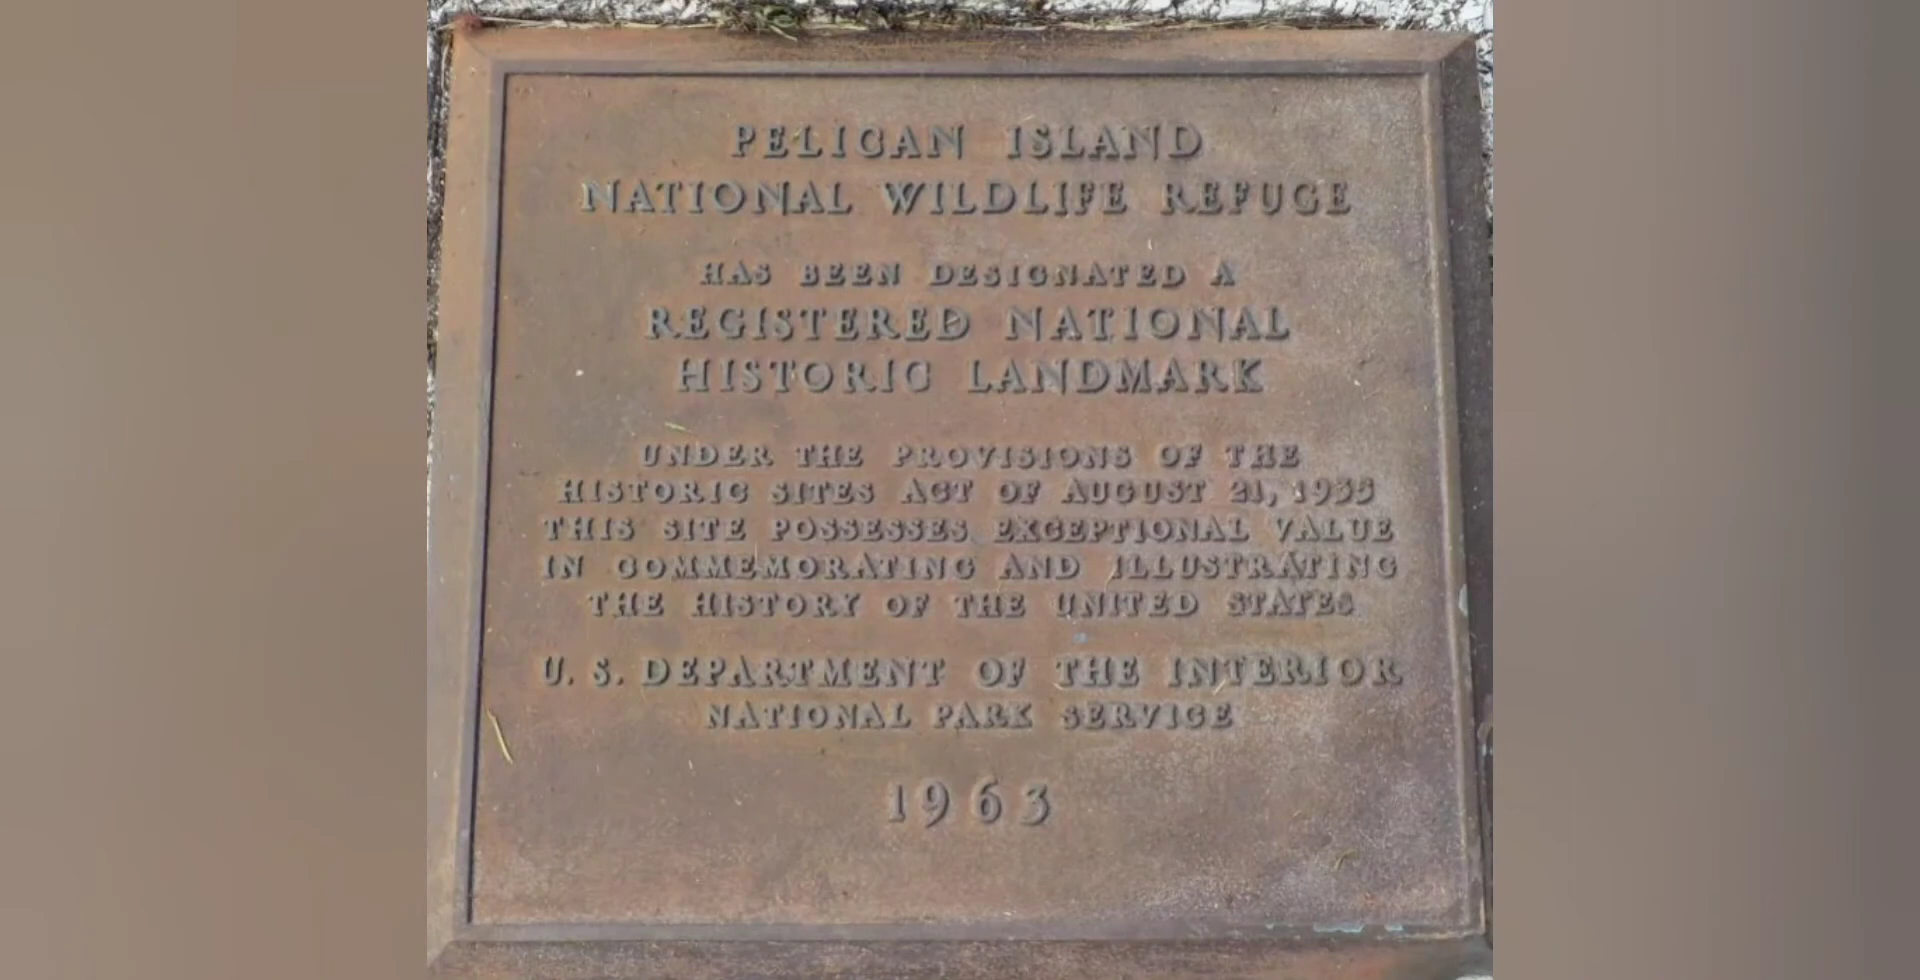 PELICAN ISLAND
NATIONAL WILDLIFE REFUGE
HAS BEEN DESIGNATED A
REGISTERED NATIONAL
HISTORIC LANDMARK
UNDER THE PROVISIONS OF THE
HISTORIC SITES ACT OF AUGUST 21, 1935
THIS SITE POSSESSES EXCEPTIONAL VALUE
IN COMMEMORATING AND ILLUSTRATING
THE HISTORY OF THE UNITED STATES
U. S. DEPARTMENT OF THE INTERIOR
NATIONAL PARK SERVICE
1963